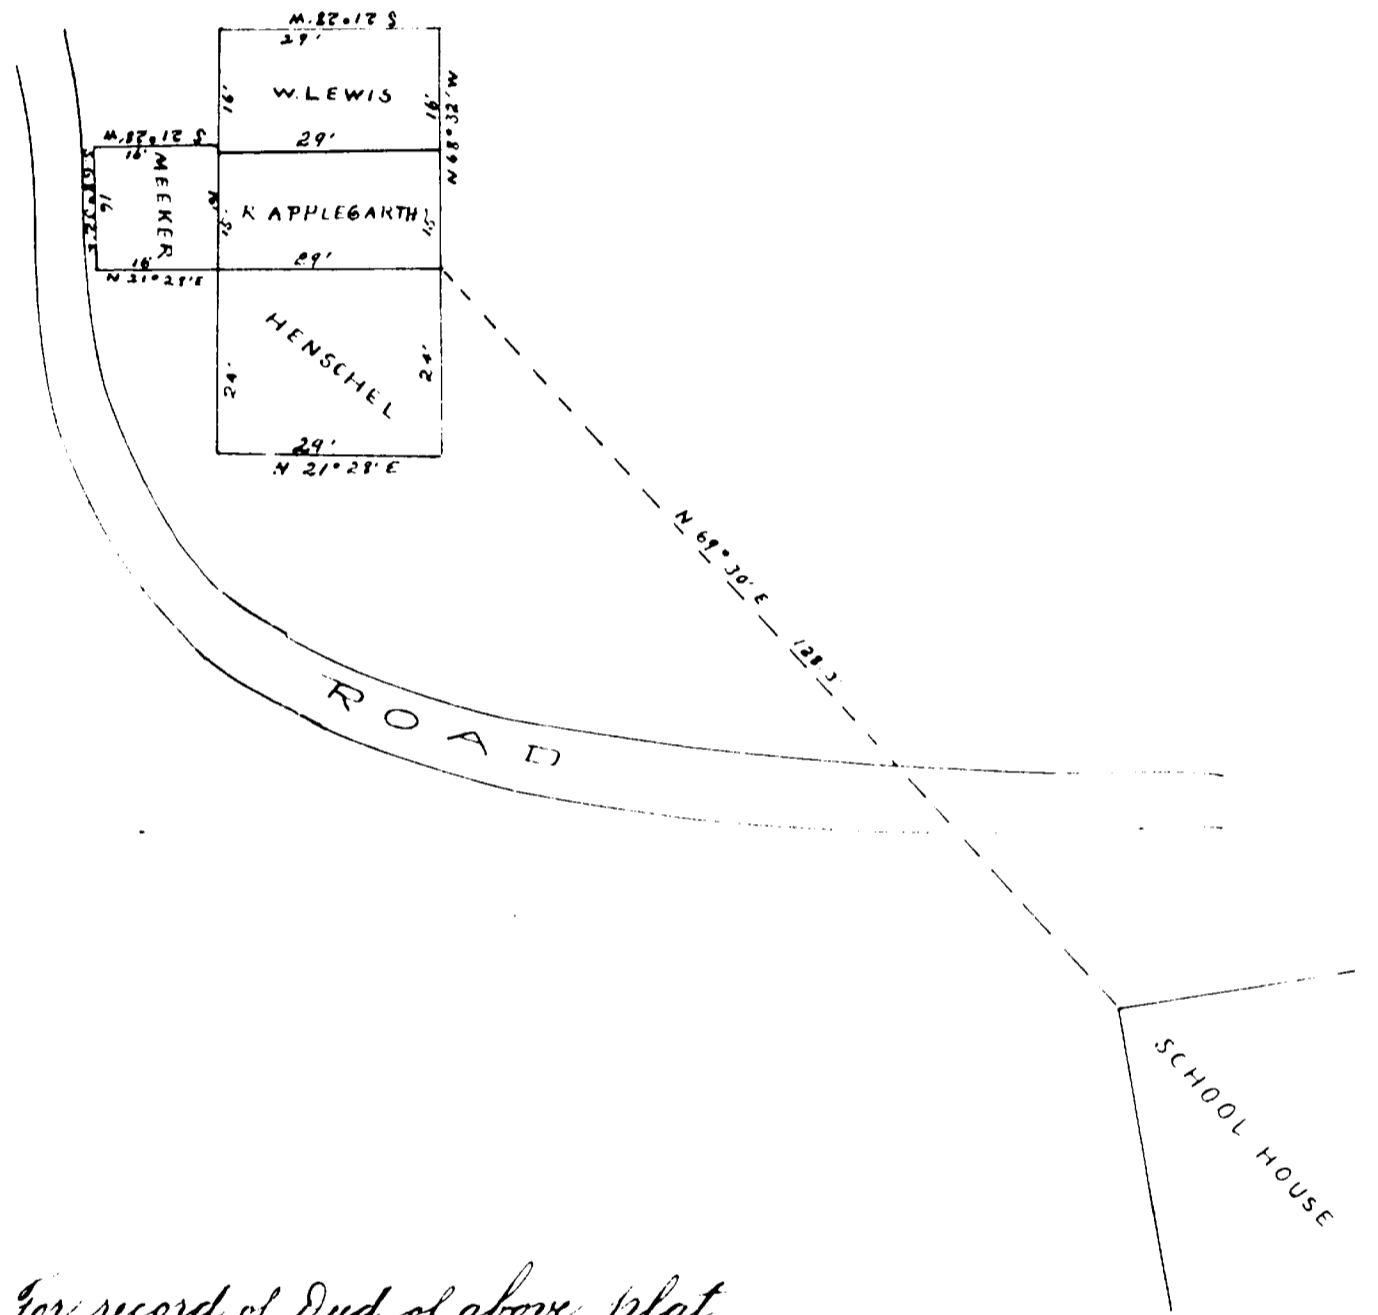 S 21°28'W
29'
16'
W. LEWIS
16'
N 68°32' W
29'
S 21°28'W
16'
MEEKER
16
16
16'
N 21°28'E
15'
R APPLEGARTH
15'
29'
HENSCHEL
24'
24'
29'
N 21°28' E
N 69°30' E
128.3'
ROAD
SCHOOL HOUSE
For record of Deed of above plat